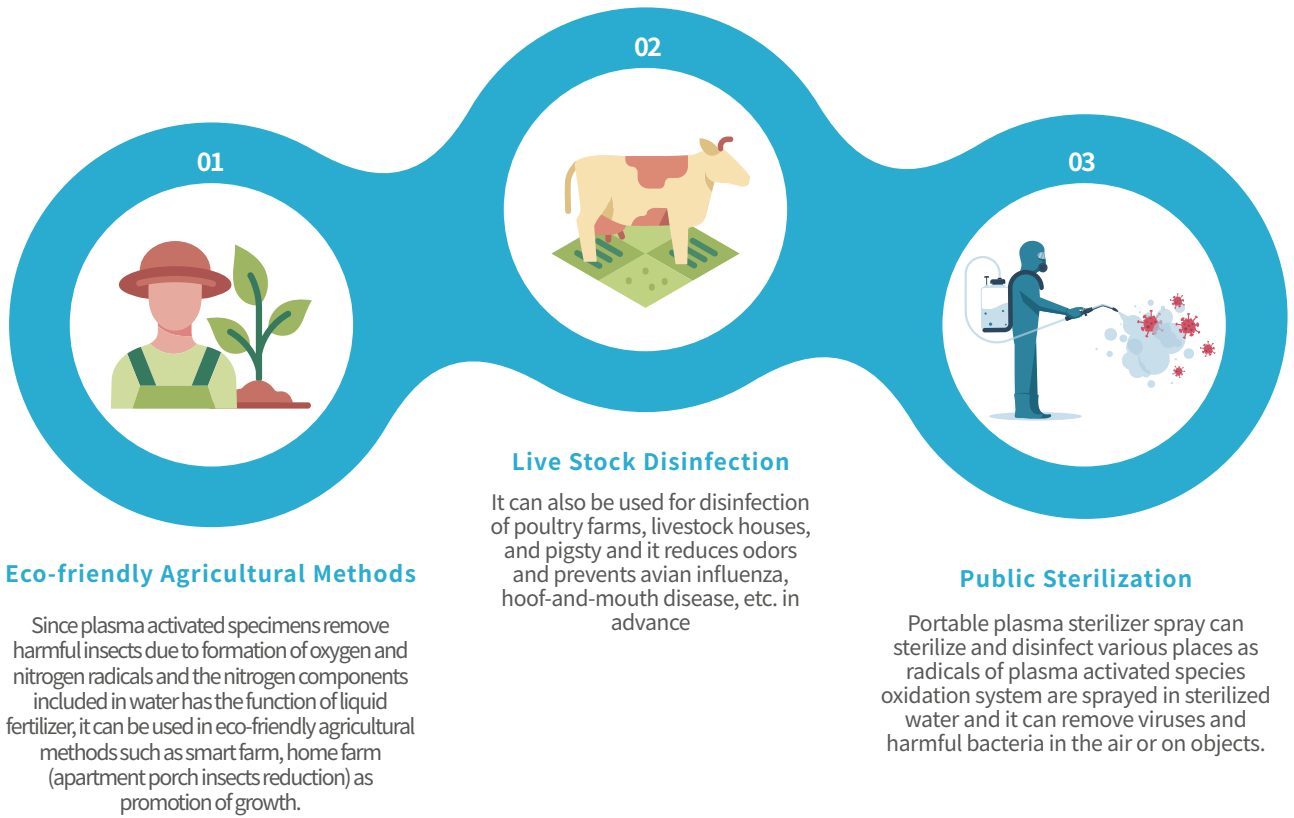 01
Eco-friendly Agricultural Methods
Since plasma activated specimens remove
harmful insects due to formation of oxygen and
nitrogen radicals and the nitrogen components
included in water has the function of liquid
fertilizer, it can be used in eco-friendly agricultural
methods such as smart farm, home farm
(apartment porch insects reduction) as
promotion of growth.
02
Live Stock Disinfection
It can also be used for disinfection
of poultry farms, livestock houses,
and pigsty and it reduces odors
and prevents avian influenza,
hoof-and-mouth disease, etc. in
advance
03
Public Sterilization
Portable plasma sterilizer spray can
sterilize and disinfect various places as
radicals of plasma activated species
oxidation system are sprayed in sterilized
water and it can remove viruses and
harmful bacteria in the air or on objects.